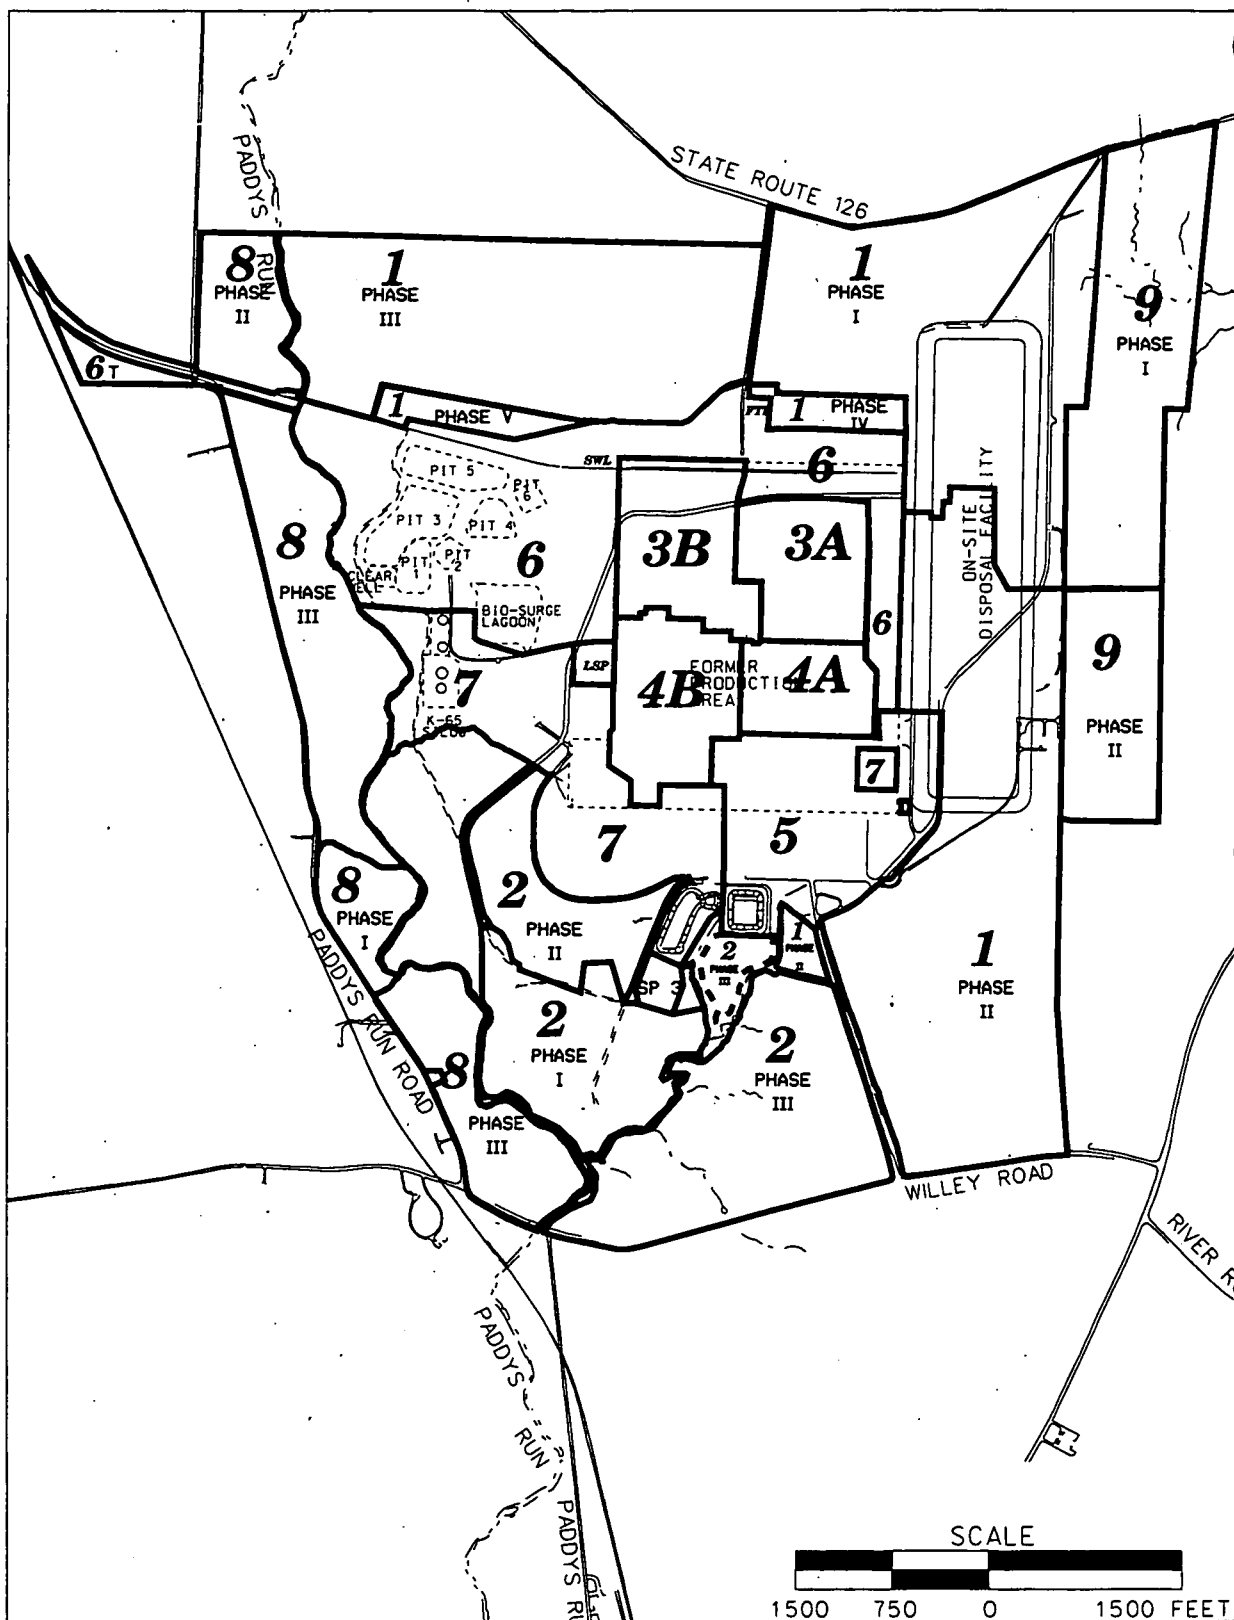 STATE ROUTE 126
PADDYS
RUN
8
PHASE
II
1
PHASE
III
1
PHASE
I
9
PHASE
I
6T
1 PHASE V
FTF
1 PHASE
IV
SWL
6
PIT 5
PIT
6
PIT 3
PIT 4
PIT
1
PIT
2
CLEAR
6
BIO-SURGE
LAGOON
3B
3A
ON-SITE
DISPOSAL FACILITY
8
PHASE
III
6
LSP
7
K-65
4B
FORMER
PRODUCTION
AREA
4A
9
PHASE
II
7
7
5
8
PHASE
I
2
PHASE
II
SP 3
2
PHASE
III
1
PHASE
II
1
PHASE
II
2
PHASE
I
2
PHASE
III
8
PHASE
III
PADDYS RUN ROAD
WILLEY ROAD
RIVER R
PADDYS
RUN
PADDYS RU
SCALE
1500 750 0 1500 FEET